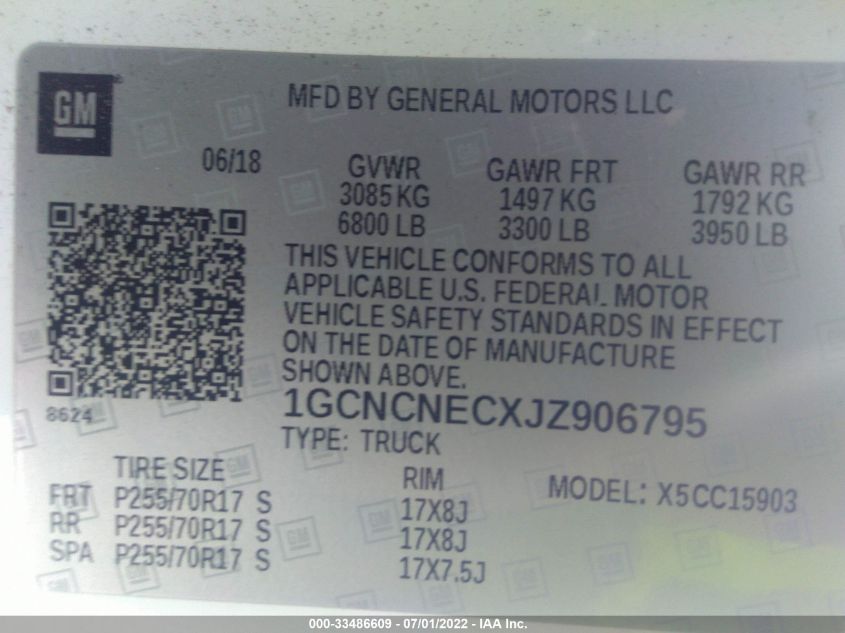 GM
MFD BY GENERAL MOTORS LLC
06/18
GVWR GAWR FRT GAWR RR
3085 KG 1497 KG 1792 KG
6800 LB 3300 LB 3950 LB
THIS VEHICLE CONFORMS TO ALL
APPLICABLE U.S. FEDERAL MOTOR
VEHICLE SAFETY STANDARDS IN EFFECT
ON THE DATE OF MANUFACTURE
SHOWN ABOVE.
8624
1GCNCNECXJZ906795
TYPE: TRUCK
TIRE SIZE RIM MODEL: X5CC15903
FRT P255/70R17 S 17X8J
RR P255/70R17 S 17X8J
SPA P255/70R17 S 17X7.5J
000-33486609 - 07/01/2022 - IAA Inc.